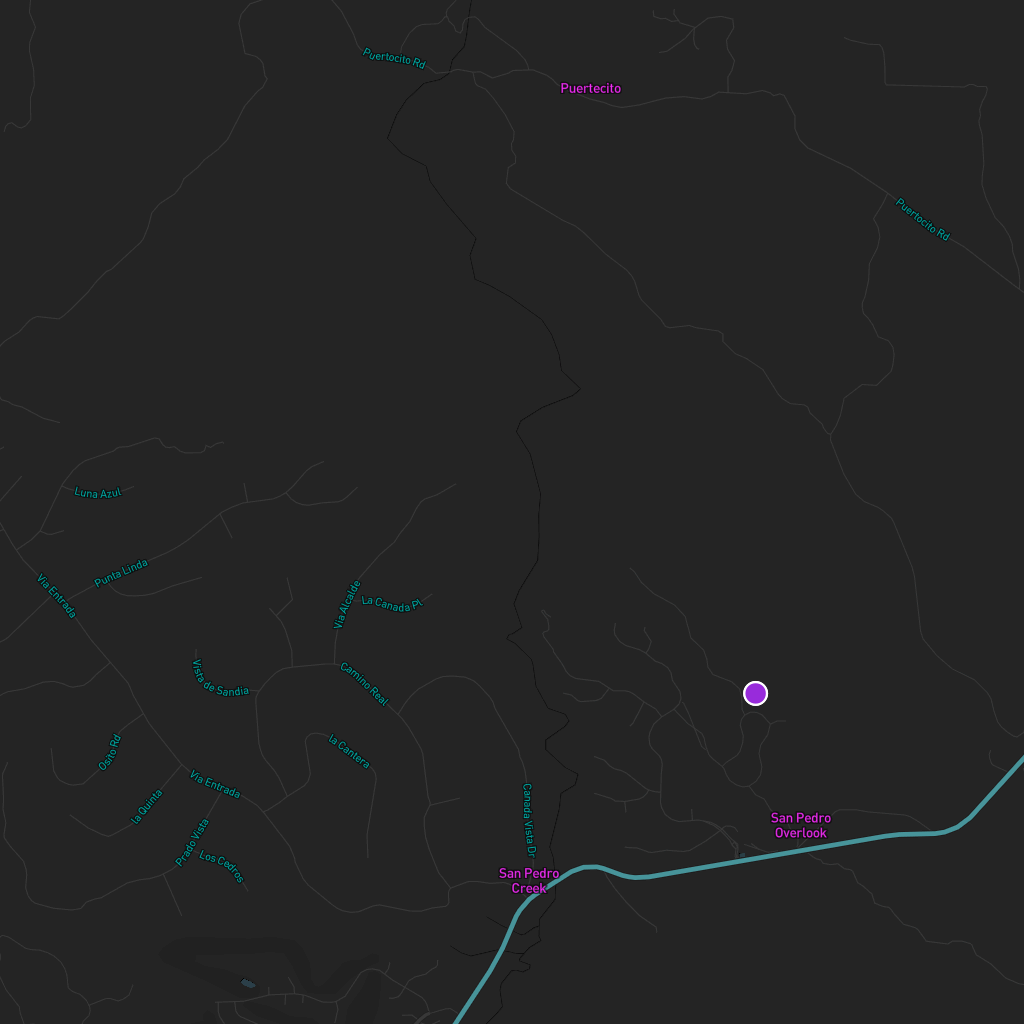 Puertocito Rd
Puertecito
Puertocito Rd
Luna Azul
Punta Linda
Via Entrada
Via Alcalde
La Canada Pl
Vista de Sandia
Camino Real
la Cantera
Osito Rd
Via Entrada
la Quinta
Prado Vista
Los Cedros
Canada Vista Dr
San Pedro
Overlook
San Pedro
Creek